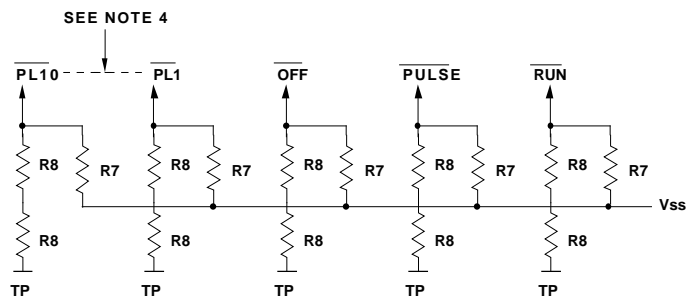 SEE NOTE 4
PL10 PL1 OFF PULSE RUN
R8 R7 R8 R7 R8 R7 R8 R7 R8 R7
Vss
R8 R8 R8 R8 R8
TP TP TP TP TP